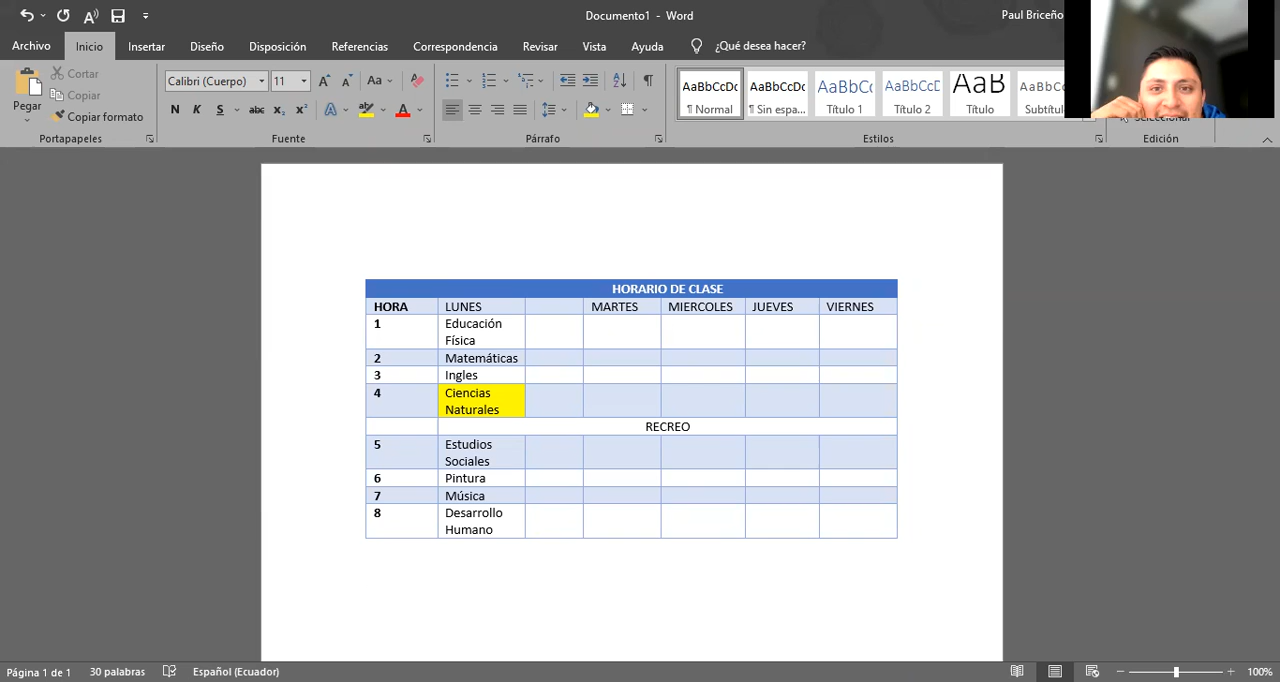 Documento1 - Word
Paul Briceño
Archivo Inicio Insertar Diseño Disposición Referencias Correspondencia Revisar Vista Ayuda ¿Qué desea hacer?
Pegar
Cortar
Copiar
Copiar formato
Portapapeles
Calibri (Cuerpo) 11
Fuente
Párrafo
AaBbCcDc AaBbCcDc AaBbC AaBbCcE AaB
¶ Normal ¶ Sin espa... Título 1 Título 2 Título
Estilos
Edición
HORARIO DE CLASE
HORA LUNES MARTES MIERCOLES JUEVES VIERNES
1 Educación
Física
2 Matemáticas
3 Ingles
4 Ciencias
Naturales
RECREO
5 Estudios
Sociales
6 Pintura
7 Música
8 Desarrollo
Humano
Página 1 de 1 30 palabras Español (Ecuador) 100%